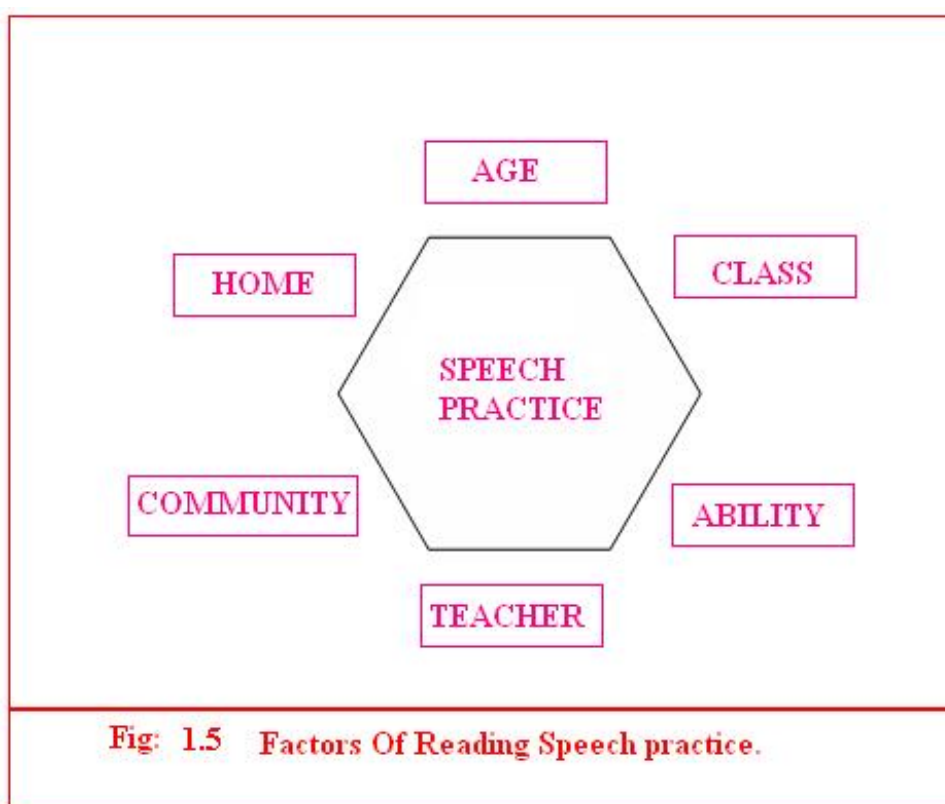 AGE
HOME
CLASS
SPEECH
PRACTICE
COMMUNITY
ABILITY
TEACHER
Fig: 1.5 Factors Of Reading Speech practice.